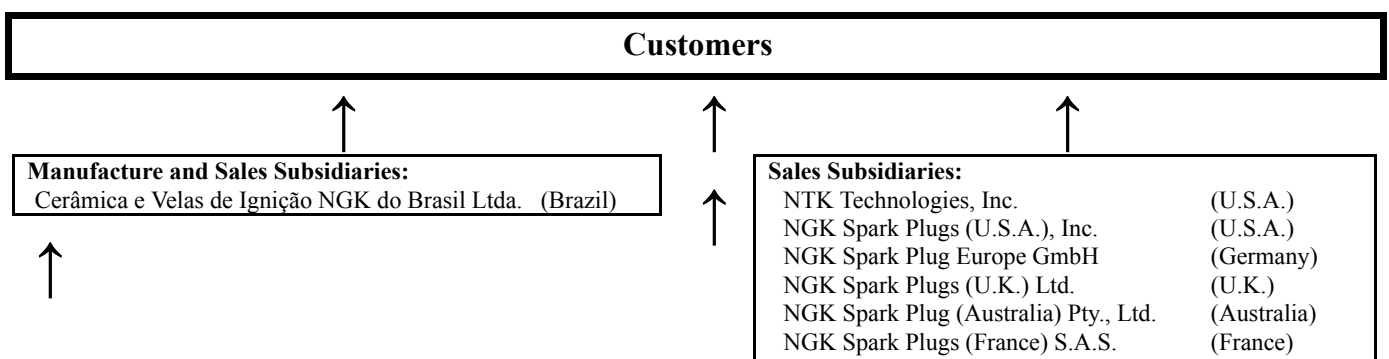 Customers
Manufacture and Sales Subsidiaries:
Cerâmica e Velas de Ignição NGK do Brasil Ltda. (Brazil)
Sales Subsidiaries:
NTK Technologies, Inc. (U.S.A.)
NGK Spark Plugs (U.S.A.), Inc. (U.S.A.)
NGK Spark Plug Europe GmbH (Germany)
NGK Spark Plugs (U.K.) Ltd. (U.K.)
NGK Spark Plug (Australia) Pty., Ltd. (Australia)
NGK Spark Plugs (France) S.A.S. (France)